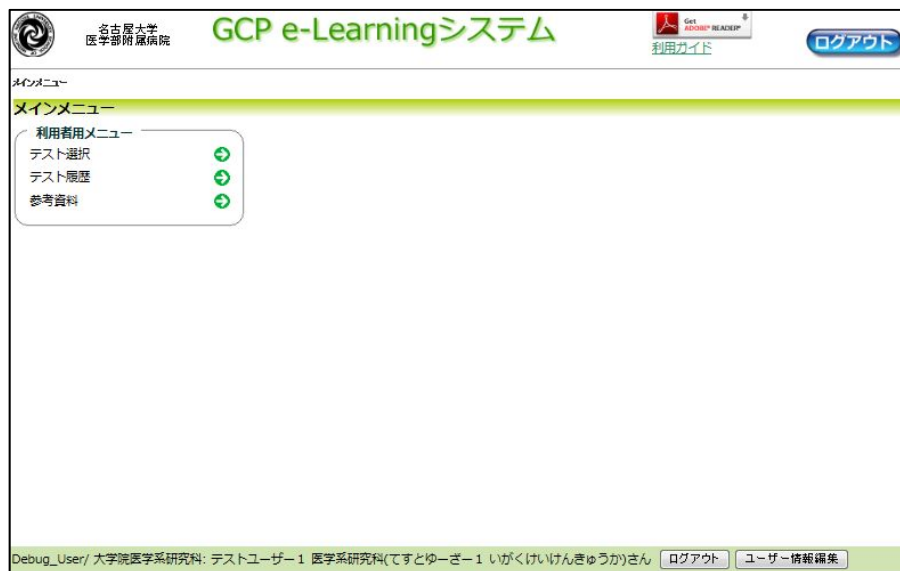 名古屋大学
医学部附属病院
GCP e-Learningシステム
Get
ADOBE® READER®
利用ガイド
ログアウト
メインメニュー
メインメニュー
利用者用メニュー
テスト選択
テスト履歴
参考資料
Debug_User/ 大学院医学系研究科: テストユーザー１ 医学系研究科(てすとゆーざー１ いがくけいけんきゅうか)さん ログアウト ユーザー情報編集